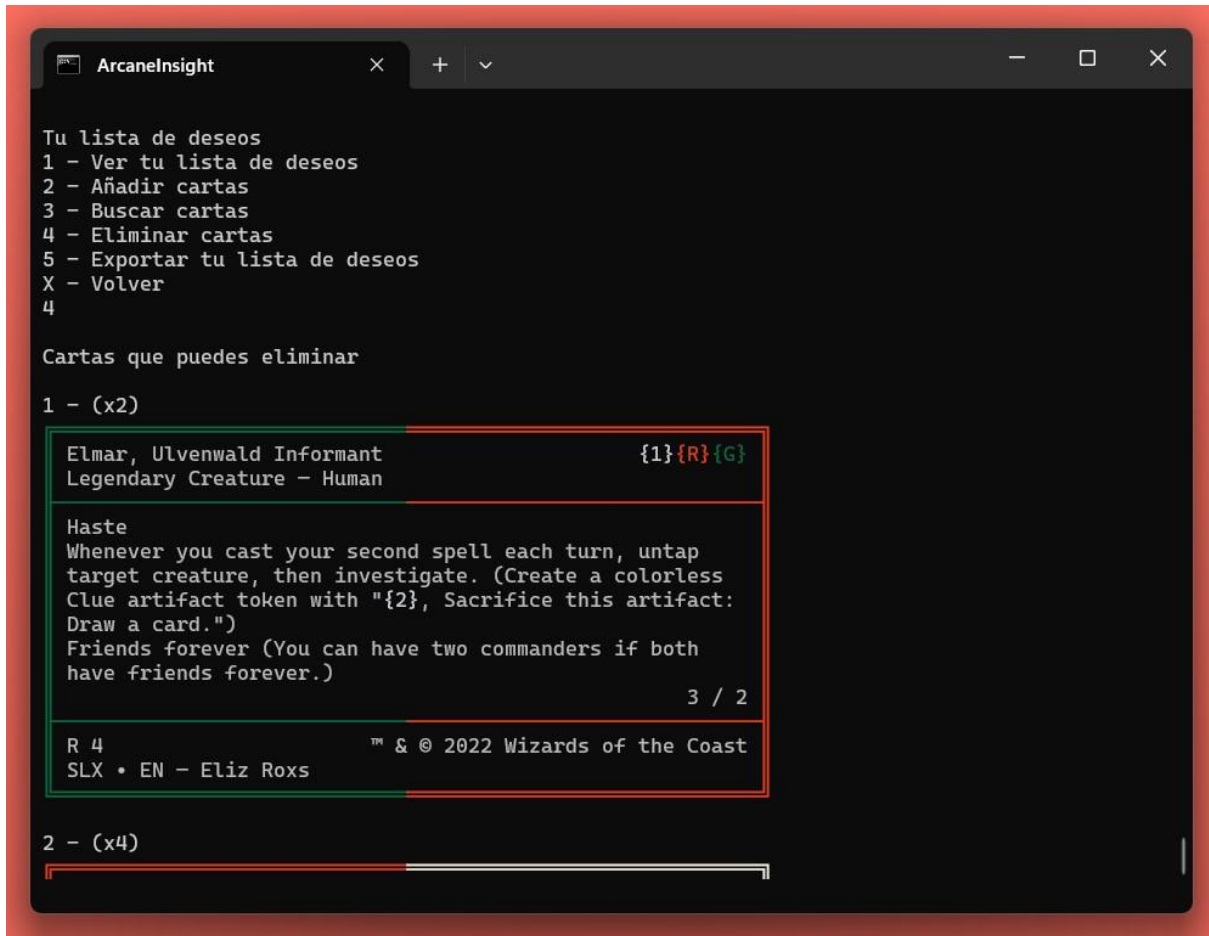 ArcaneInsight
Tu lista de deseos
1 - Ver tu lista de deseos
2 - Añadir cartas
3 - Buscar cartas
4 - Eliminar cartas
5 - Exportar tu lista de deseos
X - Volver
4
Cartas que puedes eliminar
1 - (x2)
Elmar, Ulvenwald Informant {1}{R}{G}
Legendary Creature — Human
Haste
Whenever you cast your second spell each turn, untap
target creature, then investigate. (Create a colorless
Clue artifact token with "{2}, Sacrifice this artifact:
Draw a card.")
Friends forever (You can have two commanders if both
have friends forever.)
3 / 2
R 4 ™ & © 2022 Wizards of the Coast
SLX • EN — Eliz Roxs
2 - (x4)